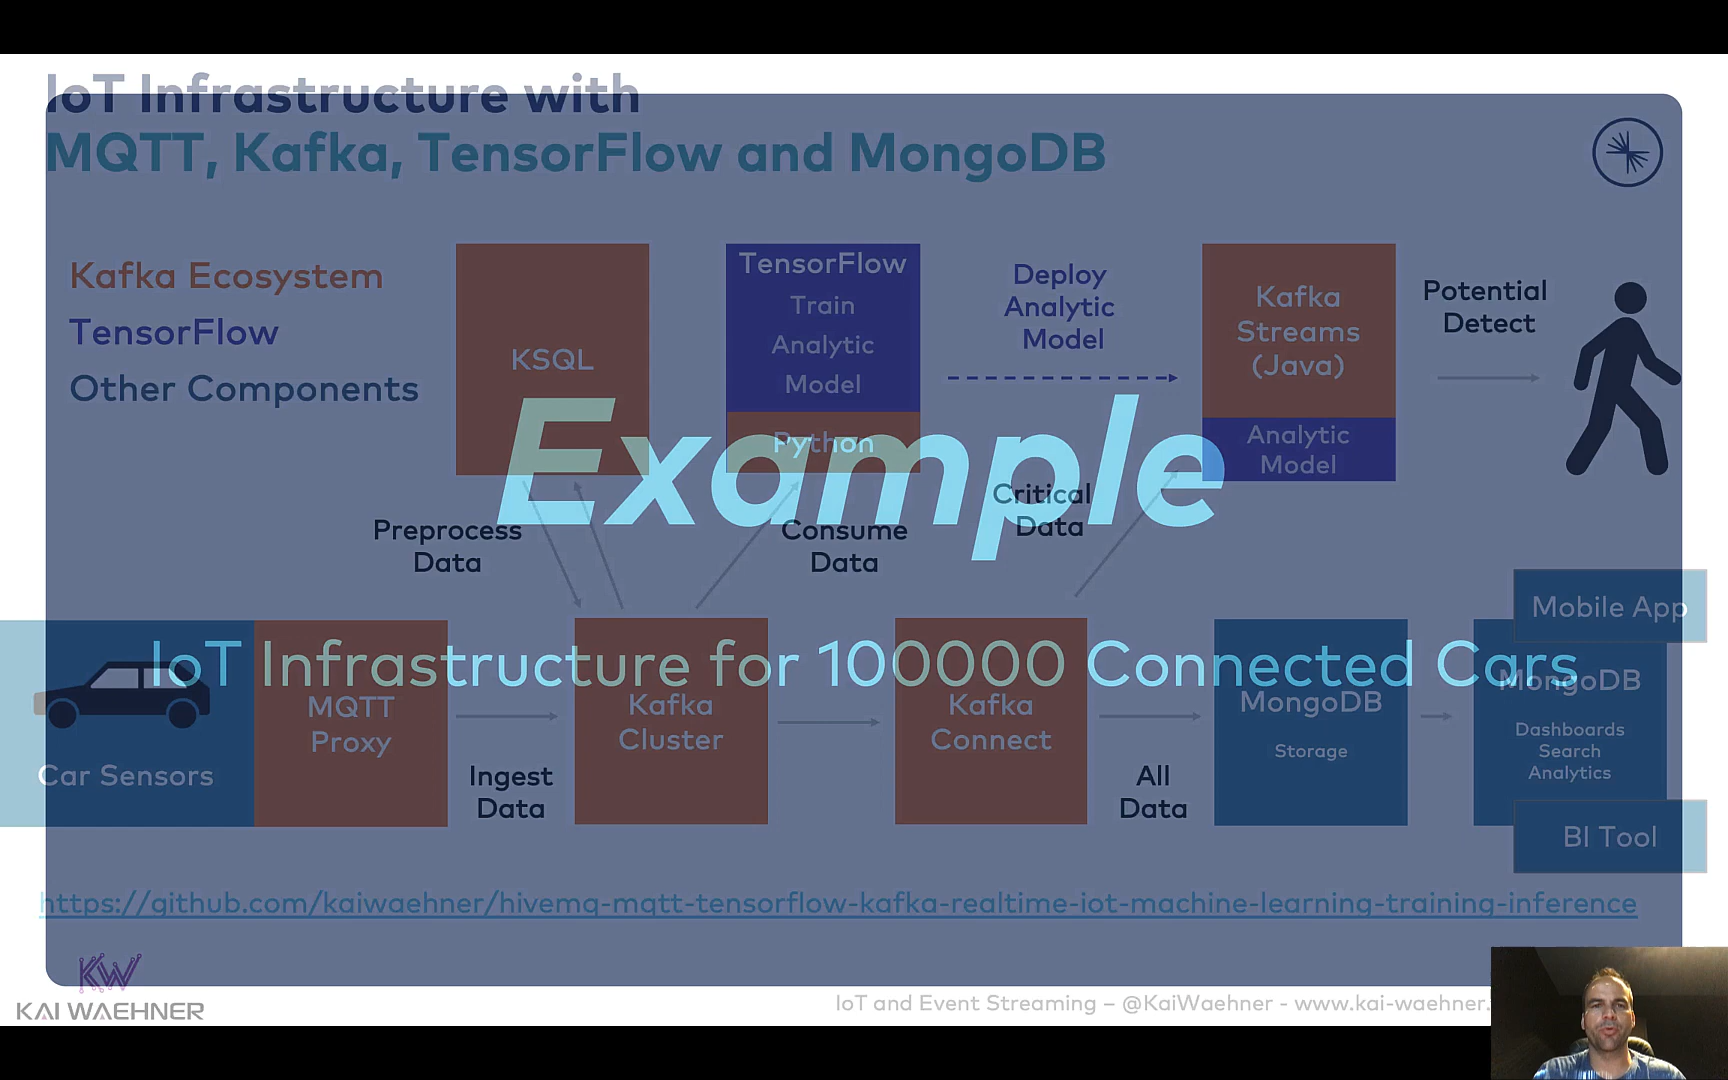 IoT Infrastructure with
MQTT, Kafka, TensorFlow and MongoDB
Kafka Ecosystem
TensorFlow
Other Components
KSQL
TensorFlow
Train
Analytic
Model
Python
Deploy
Analytic
Model
Kafka
Streams
(Java)
Analytic
Model
Potential
Detect
Example
Preprocess
Data
Consume
Data
Critical
Data
IoT Infrastructure for 100000 Connected Cars
Car Sensors
MQTT
Proxy
Ingest
Data
Kafka
Cluster
Kafka
Connect
All
Data
MongoDB
Storage
Mobile App
MongoDB
Dashboards
Search
Analytics
BI Tool
https://github.com/kaiwaehner/hivemq-mqtt-tensorflow-kafka-realtime-iot-machine-learning-training-inference
KW
KAI WAEHNER
IoT and Event Streaming – @KaiWaehner - www.kai-waehner.